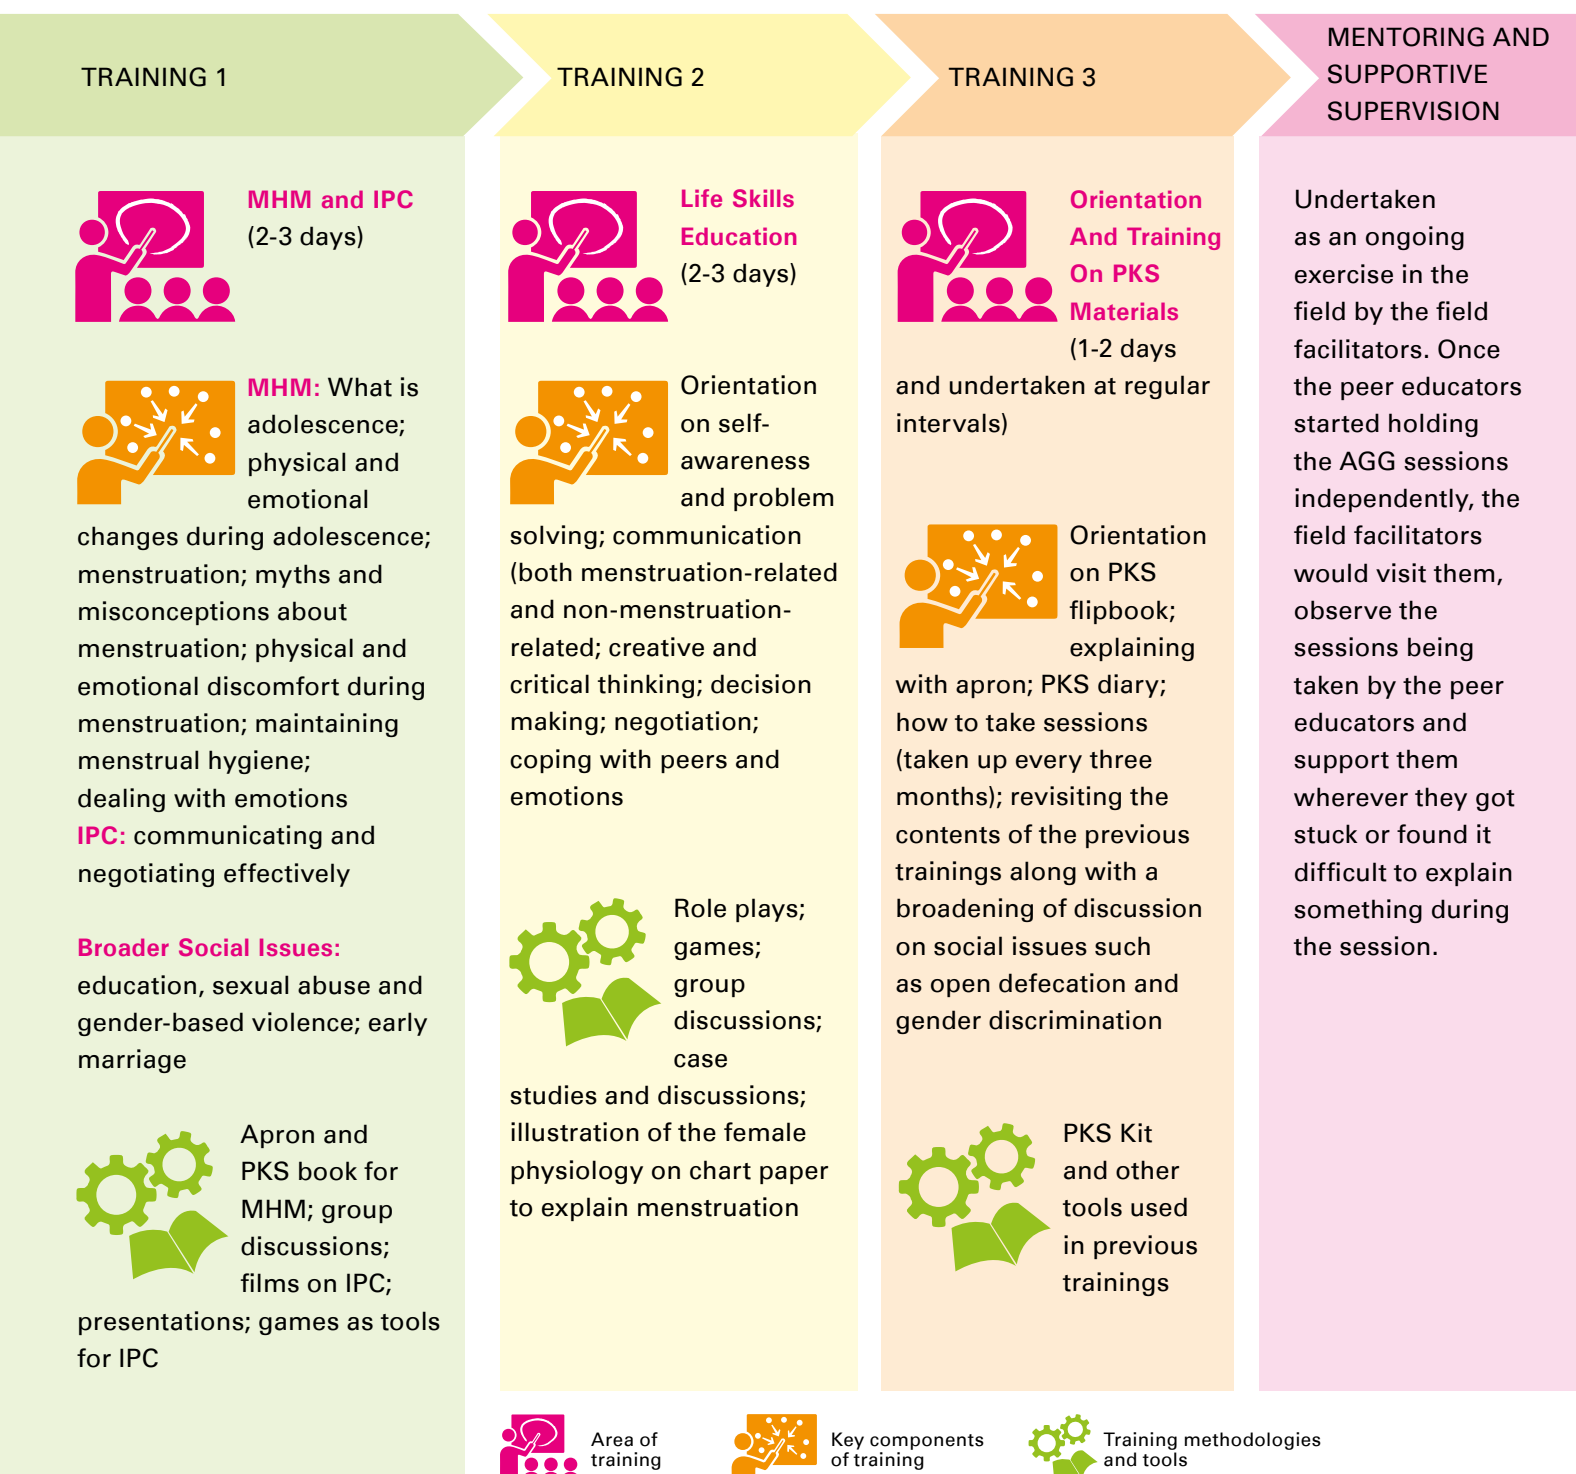 TRAINING 1
MHM and IPC
(2-3 days)
MHM: What is
adolescence;
physical and
emotional
changes during adolescence;
menstruation; myths and
misconceptions about
menstruation; physical and
emotional discomfort during
menstruation; maintaining
menstrual hygiene;
dealing with emotions
IPC: communicating and
negotiating effectively
Broader Social Issues:
education, sexual abuse and
gender-based violence; early
marriage
Apron and
PKS book for
MHM; group
discussions;
films on IPC;
presentations; games as tools
for IPC
TRAINING 2
Life Skills
Education
(2-3 days)
Orientation
on self-
awareness
and problem
solving; communication
(both menstruation-related
and non-menstruation-
related; creative and
critical thinking; decision
making; negotiation;
coping with peers and
emotions
Role plays;
games;
group
discussions;
case
studies and discussions;
illustration of the female
physiology on chart paper
to explain menstruation
TRAINING 3
Orientation
And Training
On PKS
Materials
(1-2 days
and undertaken at regular
intervals)
Orientation
on PKS
flipbook;
explaining
with apron; PKS diary;
how to take sessions
(taken up every three
months); revisiting the
contents of the previous
trainings along with a
broadening of discussion
on social issues such
as open defecation and
gender discrimination
PKS Kit
and other
tools used
in previous
trainings
MENTORING AND
SUPPORTIVE
SUPERVISION
Undertaken
as an ongoing
exercise in the
field by the field
facilitators. Once
the peer educators
started holding
the AGG sessions
independently, the
field facilitators
would visit them,
observe the
sessions being
taken by the peer
educators and
support them
wherever they got
stuck or found it
difficult to explain
something during
the session.
Area of
training
Key components
of training
Training methodologies
and tools